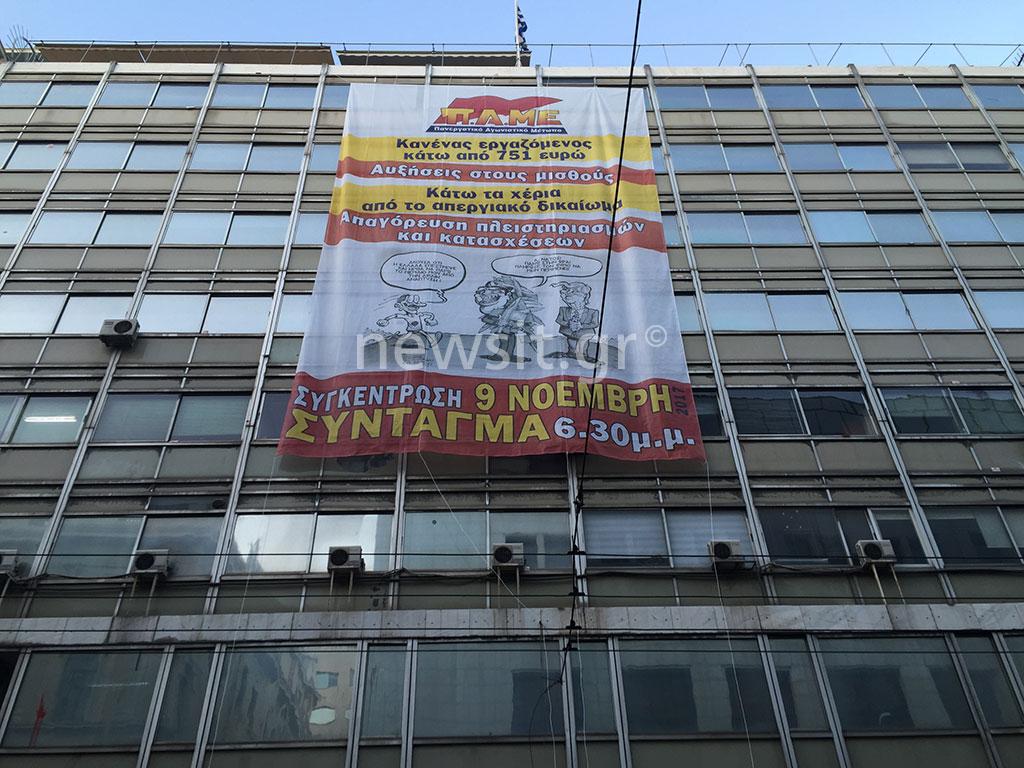 Π.Α.ΜΕ
Πανεργατικό Αγωνιστικό Μέτωπο
Κανένας εργαζόμενος
κάτω από 751 ευρώ
Αυξήσεις στους μισθούς
Κάτω τα χέρια
από το απεργιακό δικαίωμα
Απαγόρευση πλειστηριασμών
και κατασχέσεων
newsit.gr©
ΣΥΓΚΕΝΤΡΩΣΗ 9 ΝΟΕΜΒΡΗ 2017
ΣΥΝΤΑΓΜΑ 6.30μ.μ.